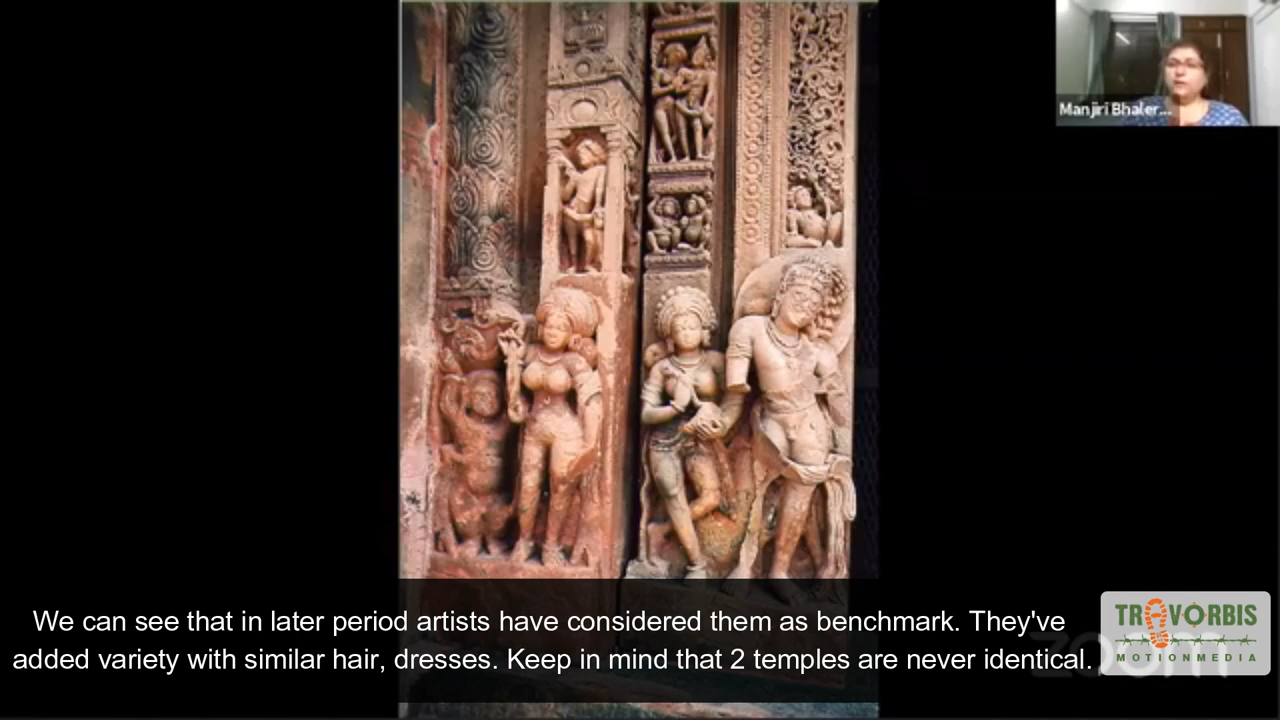 Manjiri Bhaler...
We can see that in later period artists have considered them as benchmark. They've
added variety with similar hair, dresses. Keep in mind that 2 temples are never identical.
zoom
TRAVORBIS
MOTIONMEDIA